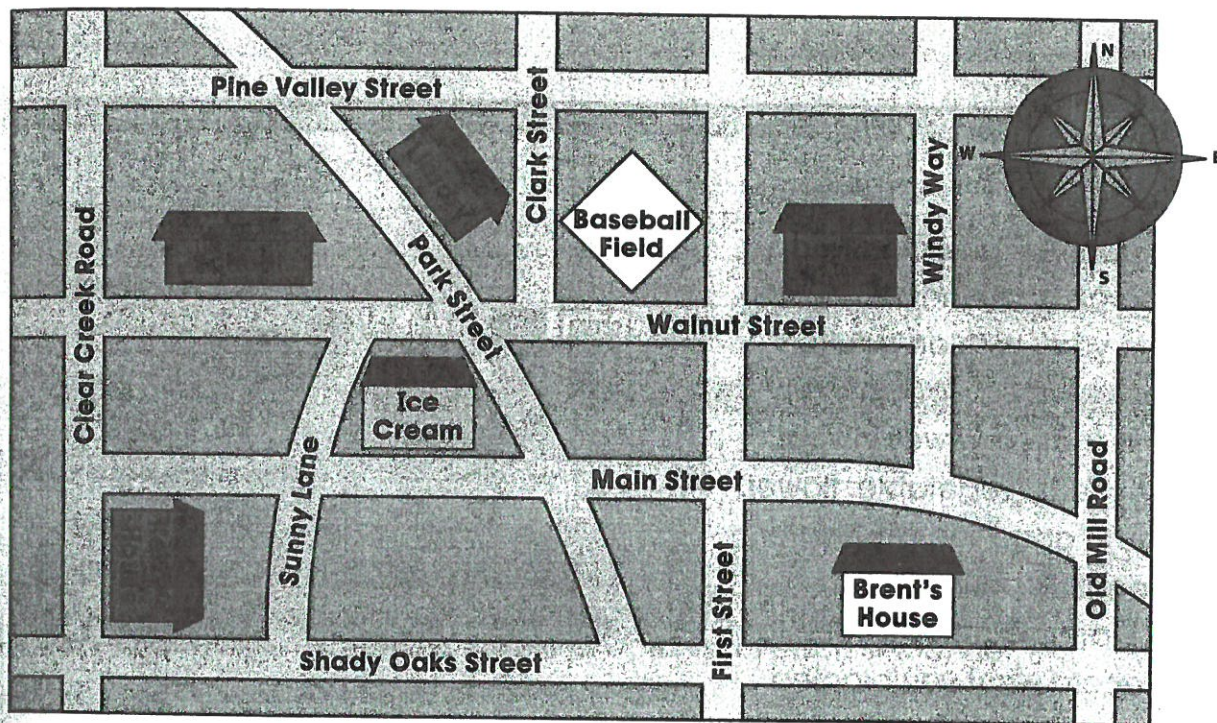 N
Pine Valley Street
W
E
Clark Street
Baseball
Field
Windy Way
S
Clear Creek Road
Park Street
Walnut Street
Ice
Cream
Main Street
Sunny Lane
First Street
Old Mill Road
Brent's
House
Shady Oaks Street